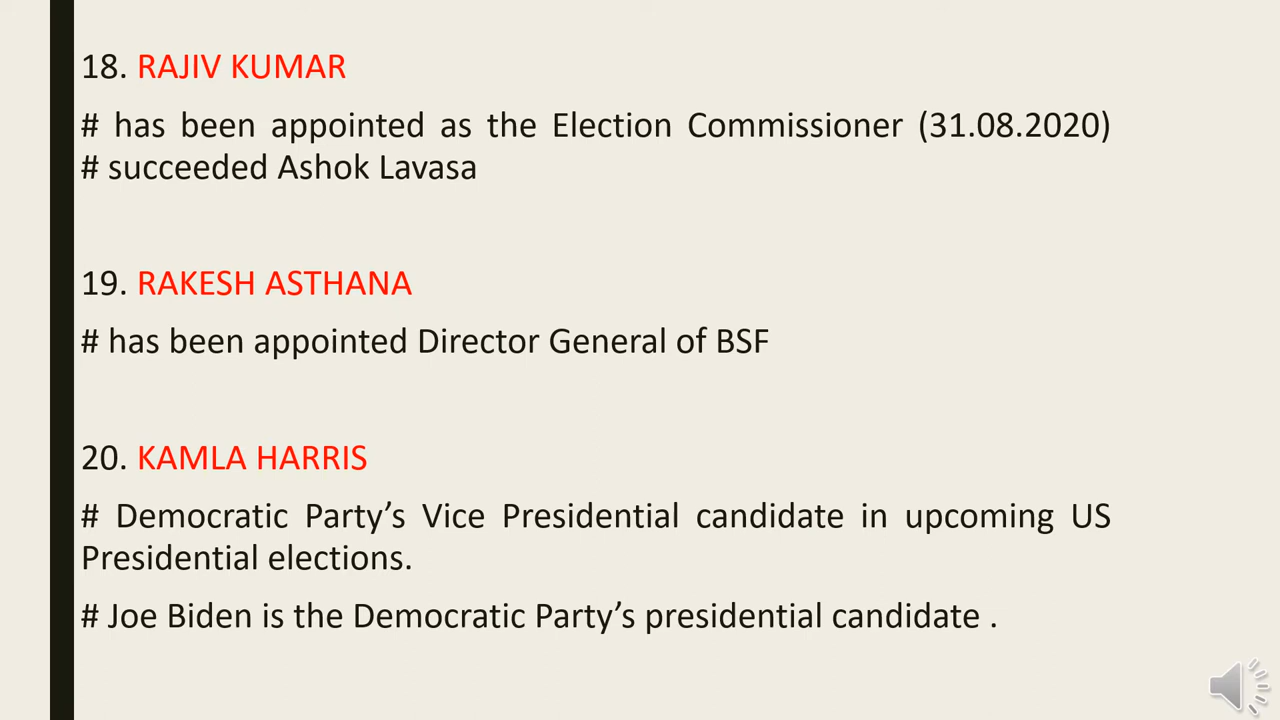 18. RAJIV KUMAR
# has been appointed as the Election Commissioner (31.08.2020)
# succeeded Ashok Lavasa
19. RAKESH ASTHANA
# has been appointed Director General of BSF
20. KAMLA HARRIS
# Democratic Party’s Vice Presidential candidate in upcoming US
Presidential elections.
# Joe Biden is the Democratic Party’s presidential candidate .